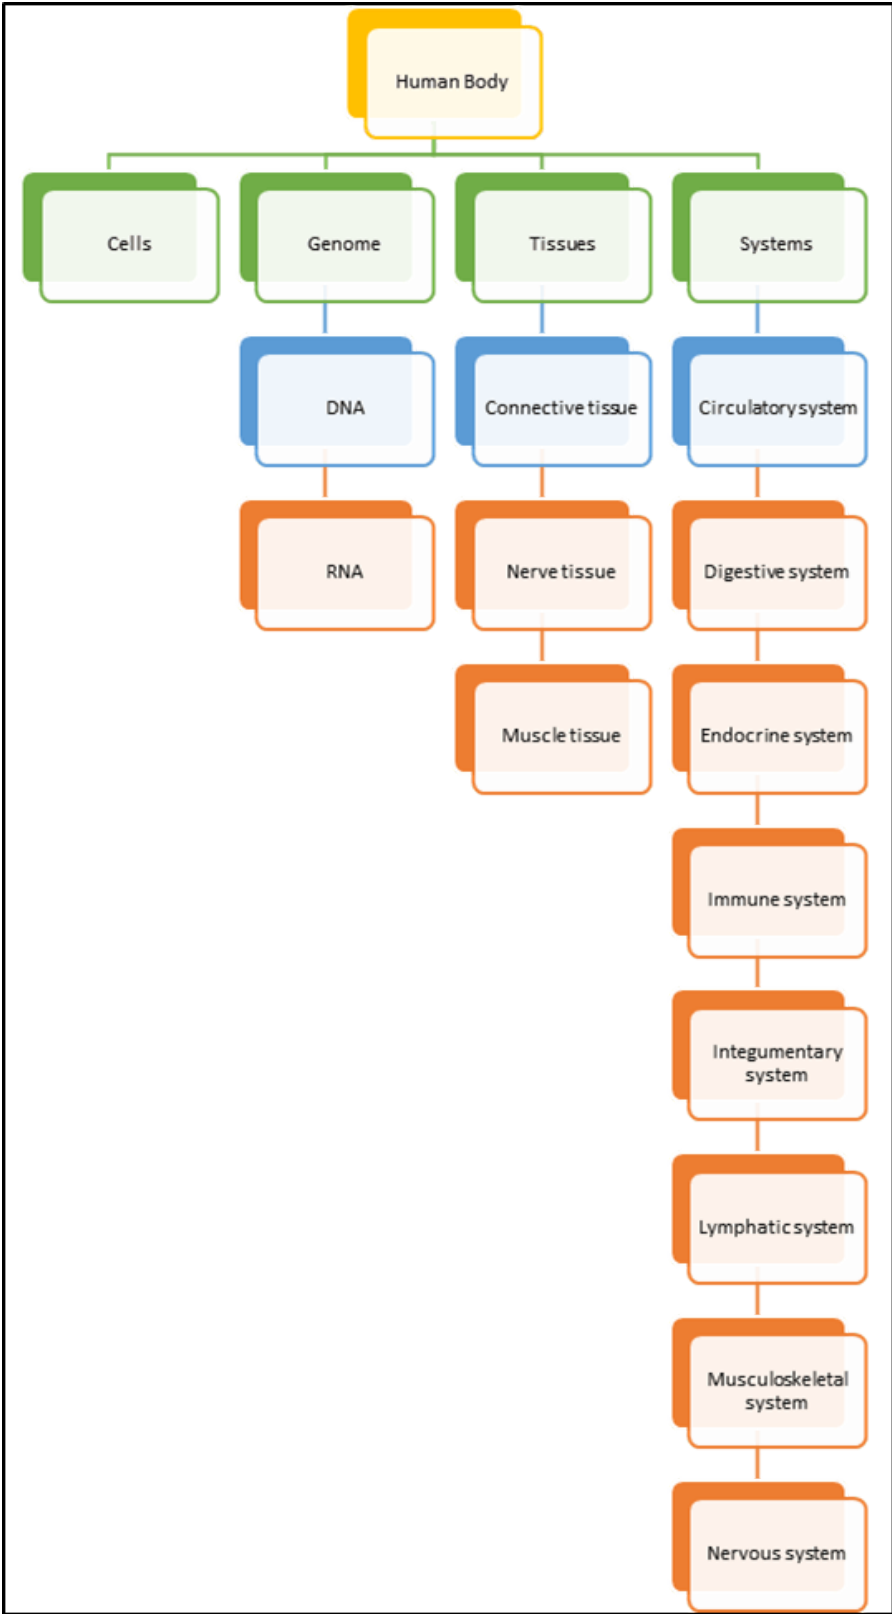 Human Body
Cells
Genome
Tissues
Systems
DNA
Connective tissue
Circulatory system
RNA
Nerve tissue
Digestive system
Muscle tissue
Endocrine system
Immune system
Integumentary
system
Lymphatic system
Musculoskeletal
system
Nervous system